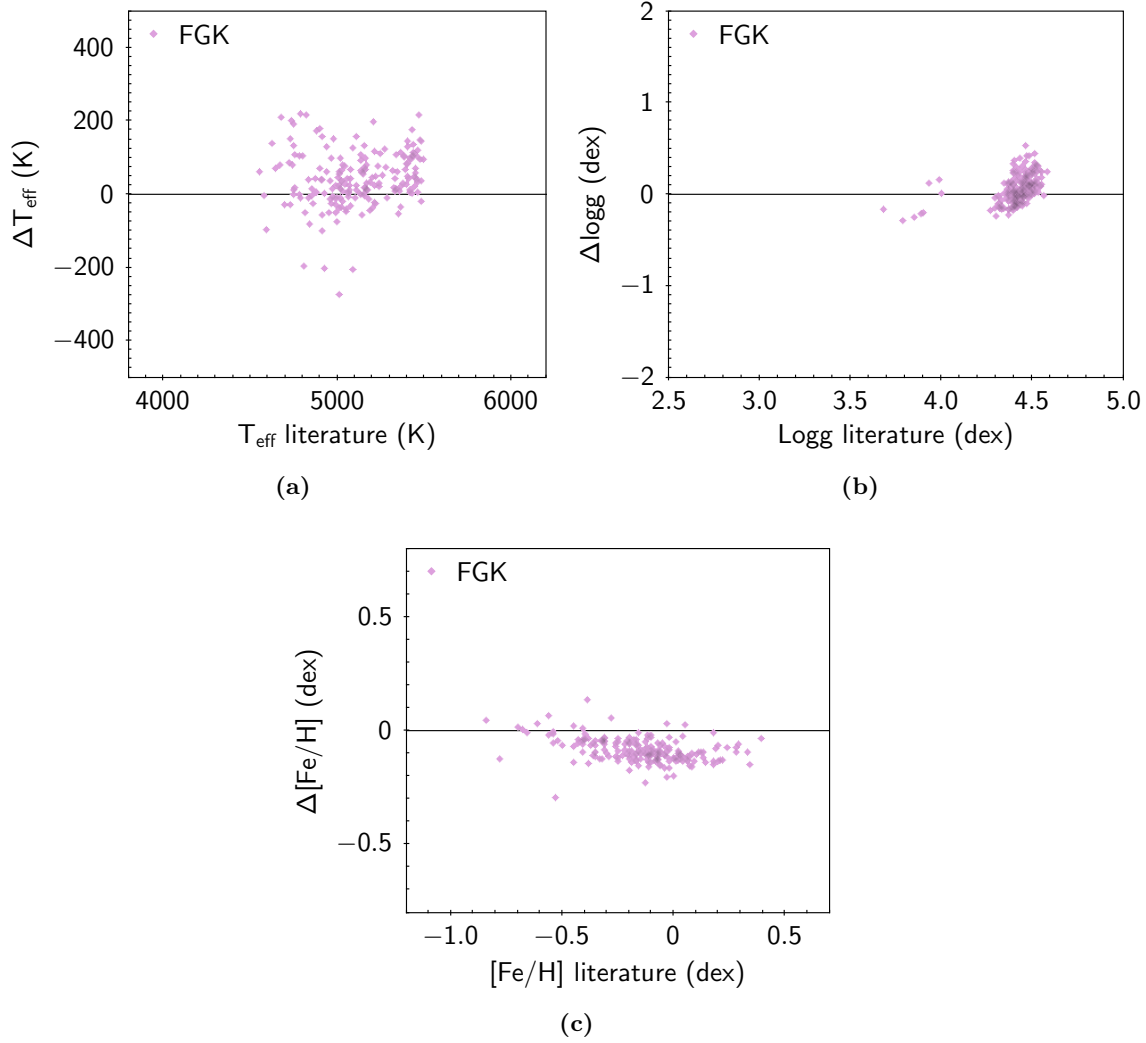 FGK
400
200
0
−200
−400
ΔT_eff (K)
4000 5000 6000
T_eff literature (K)
(a)
FGK
2
1
0
−1
−2
Δlogg (dex)
2.5 3.0 3.5 4.0 4.5 5.0
Logg literature (dex)
(b)
FGK
0.5
0
−0.5
Δ[Fe/H] (dex)
−1.0 −0.5 0 0.5
[Fe/H] literature (dex)
(c)